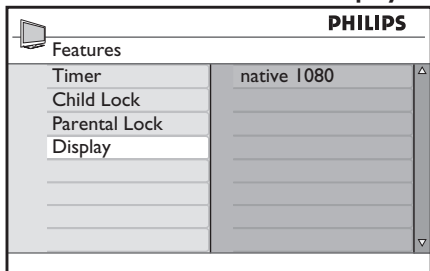 PHILIPS
Features
Timer native 1080
Child Lock
Parental Lock
Display